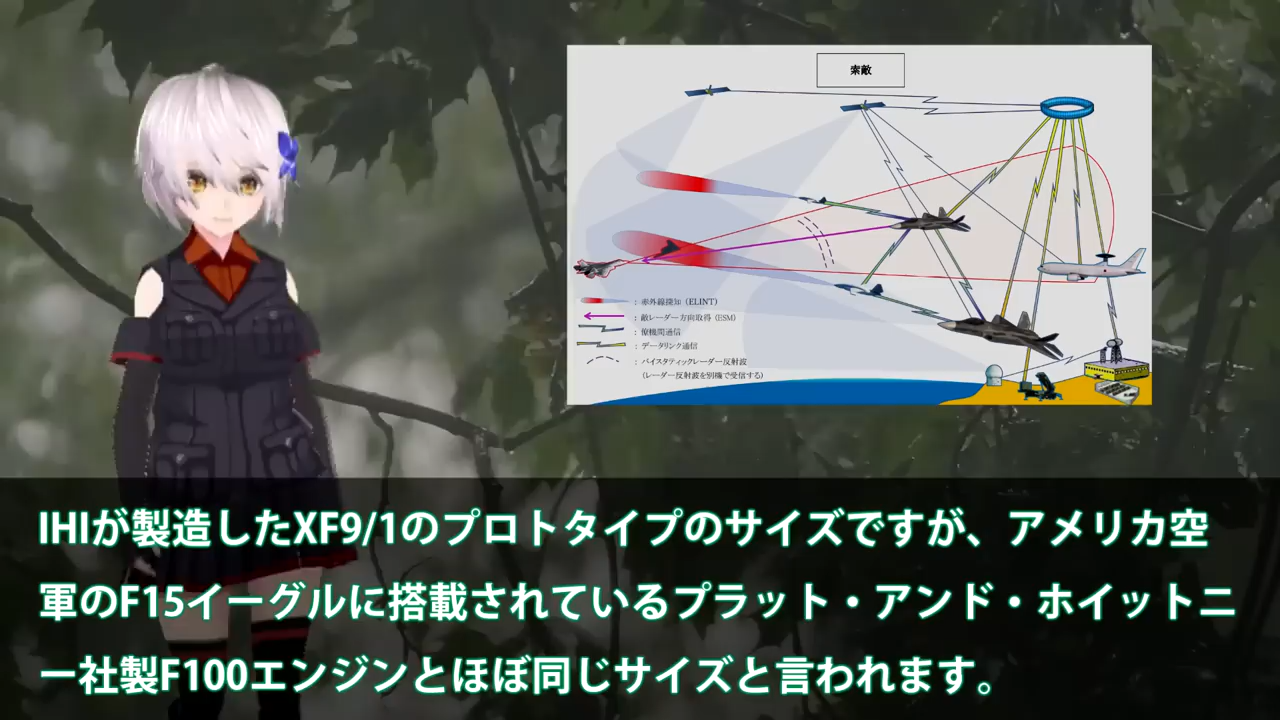 索敵
：赤外線探知（ELINT）
：敵レーダー方向取得（ESM）
：僚機間通信
：データリンク通信
：バイスタティックレーダー反射波
（レーダー反射波を別機で受信する）
IHIが製造したXF9/1のプロトタイプのサイズですが、アメリカ空
軍のF15イーグルに搭載されているプラット・アンド・ホイットニ
ー社製F100エンジンとほぼ同じサイズと言われます。